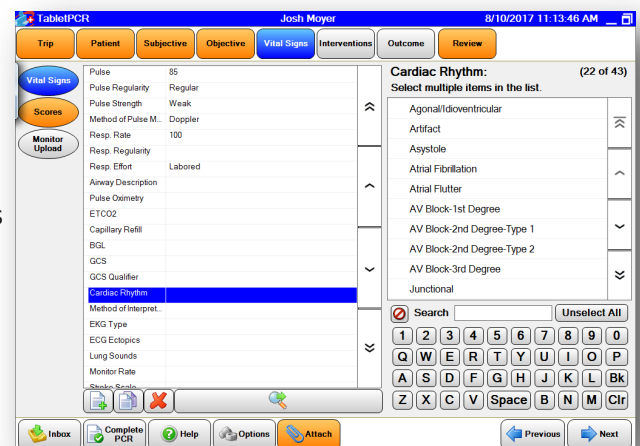 TabletPCR Josh Moyer 8/10/2017 11:13:46 AM
Trip Patient Subjective Objective Vital Signs Interventions Outcome Review
Vital Signs
Scores
Monitor
Upload
Pulse 85
Pulse Regularity Regular
Pulse Strength Weak
Method of Pulse M... Doppler
Resp. Rate 100
Resp. Regularity
Resp. Effort Labored
Airway Description
Pulse Oximetry
ETCO2
Capillary Refill
BGL
GCS
GCS Qualifier
Cardiac Rhythm
Method of Interpret...
EKG Type
ECG Ectopics
Lung Sounds
Monitor Rate
Stroke Scale
Cardiac Rhythm: (22 of 43)
Select multiple items in the list.
Agonal/Idioventricular
Artifact
Asystole
Atrial Fibrillation
Atrial Flutter
AV Block-1st Degree
AV Block-2nd Degree-Type 1
AV Block-2nd Degree-Type 2
AV Block-3rd Degree
Junctional
Search Unselect All
1 2 3 4 5 6 7 8 9 0
Q W E R T Y U I O P
A S D F G H J K L Bk
Z X C V Space B N M Clr
Inbox Complete PCR Help Options Attach Previous Next
s